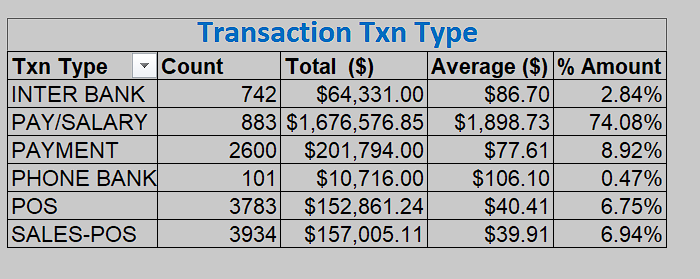 Transaction Txn Type
Txn Type Count Total ($) Average ($) % Amount
INTER BANK 742 $64,331.00 $86.70 2.84%
PAY/SALARY 883 $1,676,576.85 $1,898.73 74.08%
PAYMENT 2600 $201,794.00 $77.61 8.92%
PHONE BANK 101 $10,716.00 $106.10 0.47%
POS 3783 $152,861.24 $40.41 6.75%
SALES-POS 3934 $157,005.11 $39.91 6.94%